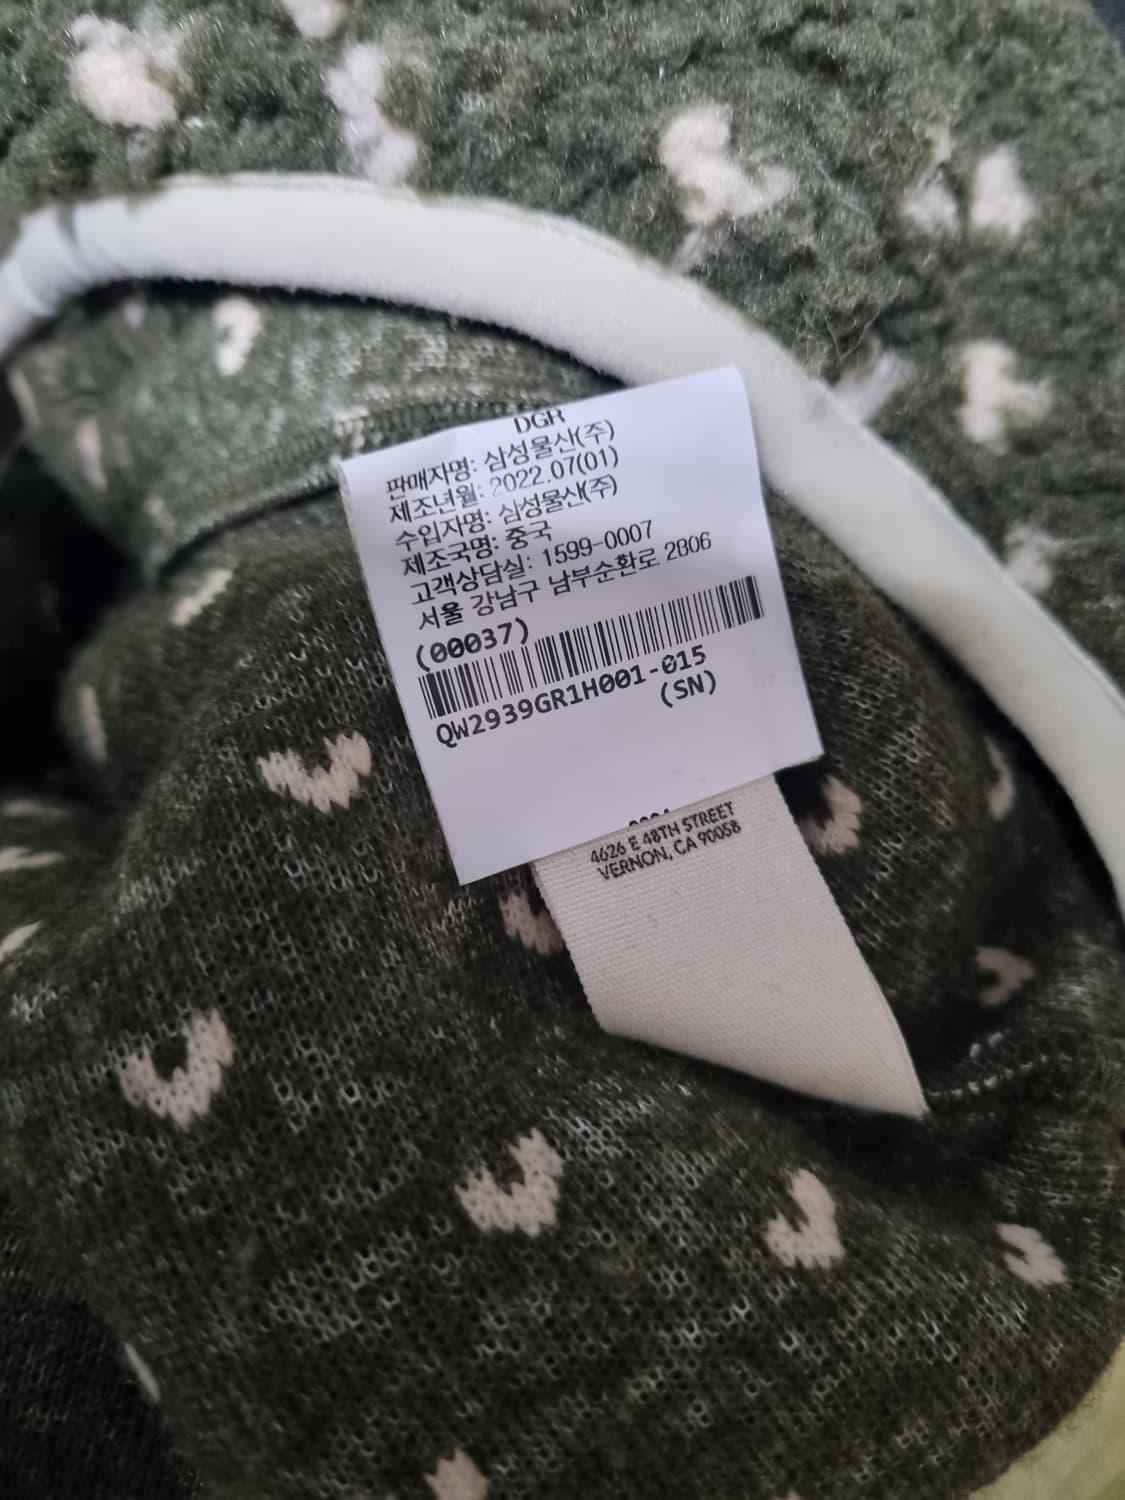 DGR
판매자명: 삼성물산(주)
제조년월: 2022.07(01)
수입자명: 삼성물산(주)
제조국명: 중국
고객상담실: 1599-0007
서울 강남구 남부순환로 2806
(00037)
QW2939GR1H001-015
(SN)
4626 E 48TH STREET
VERNON, CA 90058